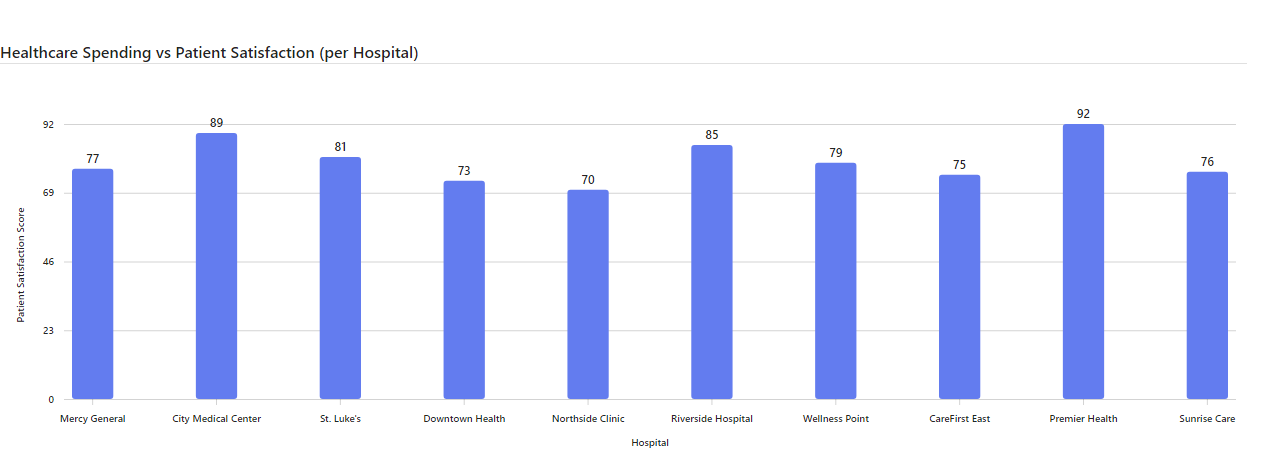 Healthcare Spending vs Patient Satisfaction (per Hospital)
92
69
46
23
0
Patient Satisfaction Score
77
89
81
73
70
85
79
75
92
76
Mercy General
City Medical Center
St. Luke's
Downtown Health
Northside Clinic
Riverside Hospital
Wellness Point
CareFirst East
Premier Health
Sunrise Care
Hospital